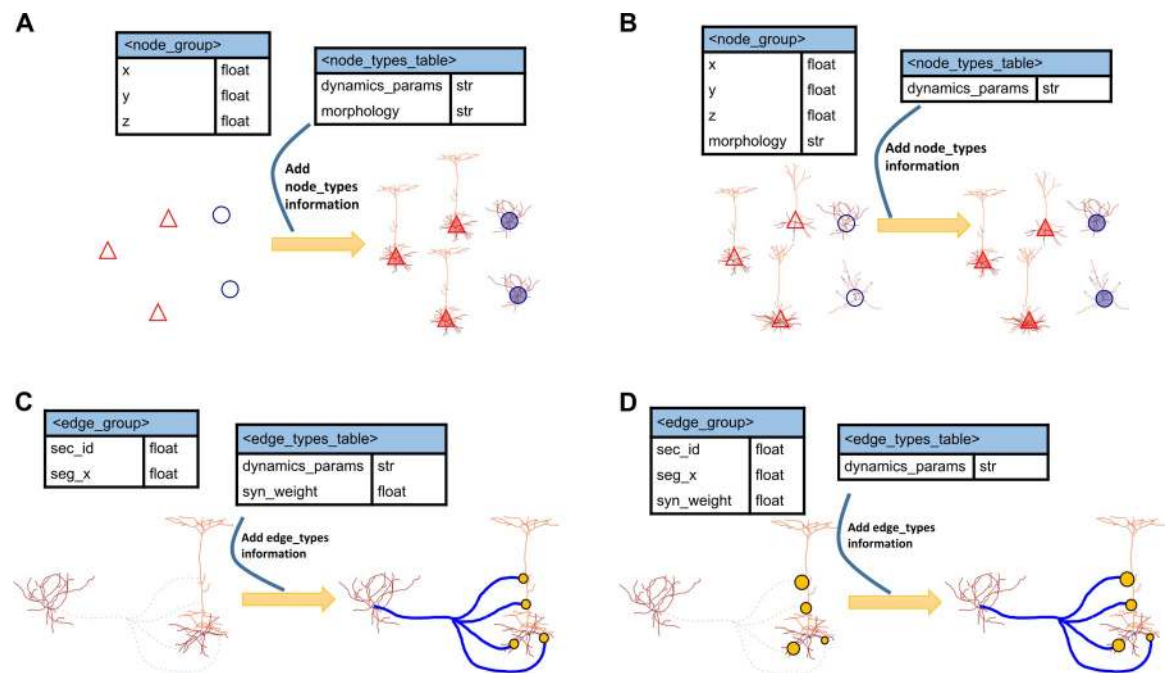 A
<node_group>
x float
y float
z float
<node_types_table>
dynamics_params str
morphology str
Add
node_types
information
B
<node_group>
x float
y float
z float
morphology str
<node_types_table>
dynamics_params str
Add node_types
information
C
<edge_group>
sec_id float
seg_x float
<edge_types_table>
dynamics_params str
syn_weight float
Add edge_types
information
D
<edge_group>
sec_id float
seg_x float
syn_weight float
<edge_types_table>
dynamics_params str
Add edge_types
information